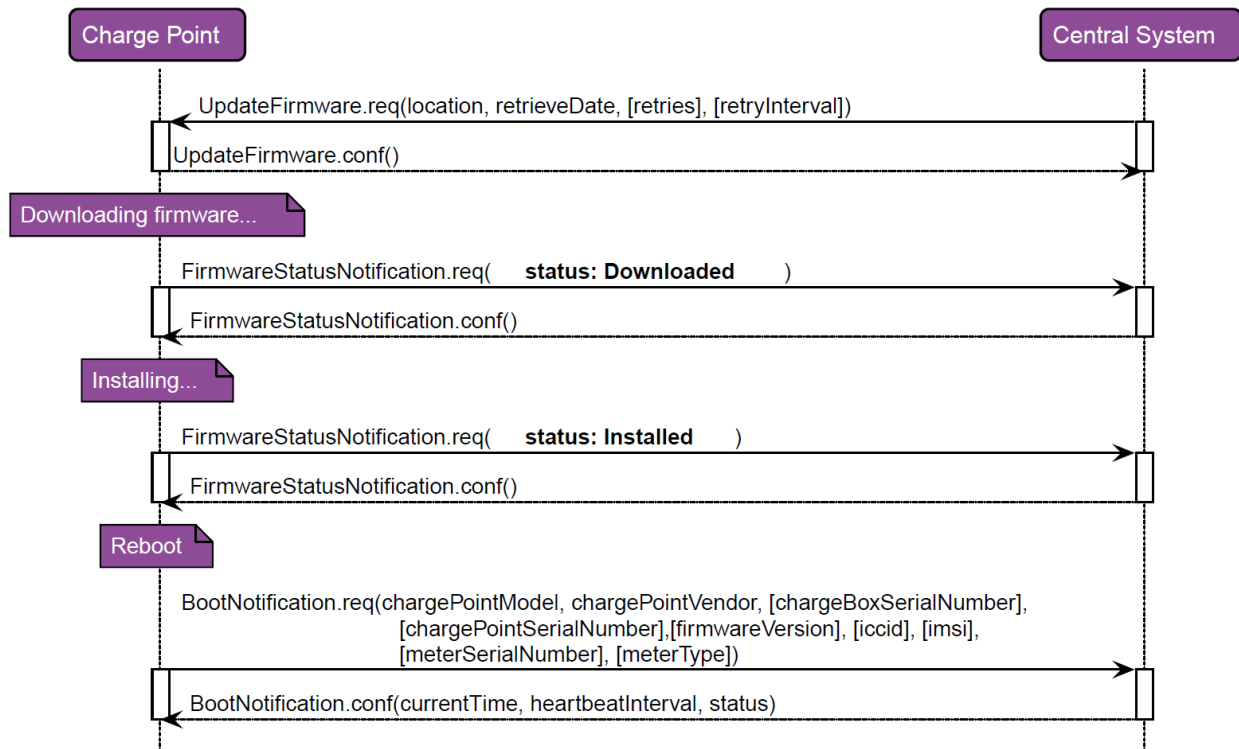 Charge Point
Central System
UpdateFirmware.req(location, retrieveDate, [retries], [retryInterval])
UpdateFirmware.conf()
Downloading firmware...
FirmwareStatusNotification.req( status: Downloaded )
FirmwareStatusNotification.conf()
Installing...
FirmwareStatusNotification.req( status: Installed )
FirmwareStatusNotification.conf()
Reboot
BootNotification.req(chargePointModel, chargePointVendor, [chargeBoxSerialNumber],
[chargePointSerialNumber],[firmwareVersion], [iccid], [imsi],
[meterSerialNumber], [meterType])
BootNotification.conf(currentTime, heartbeatInterval, status)